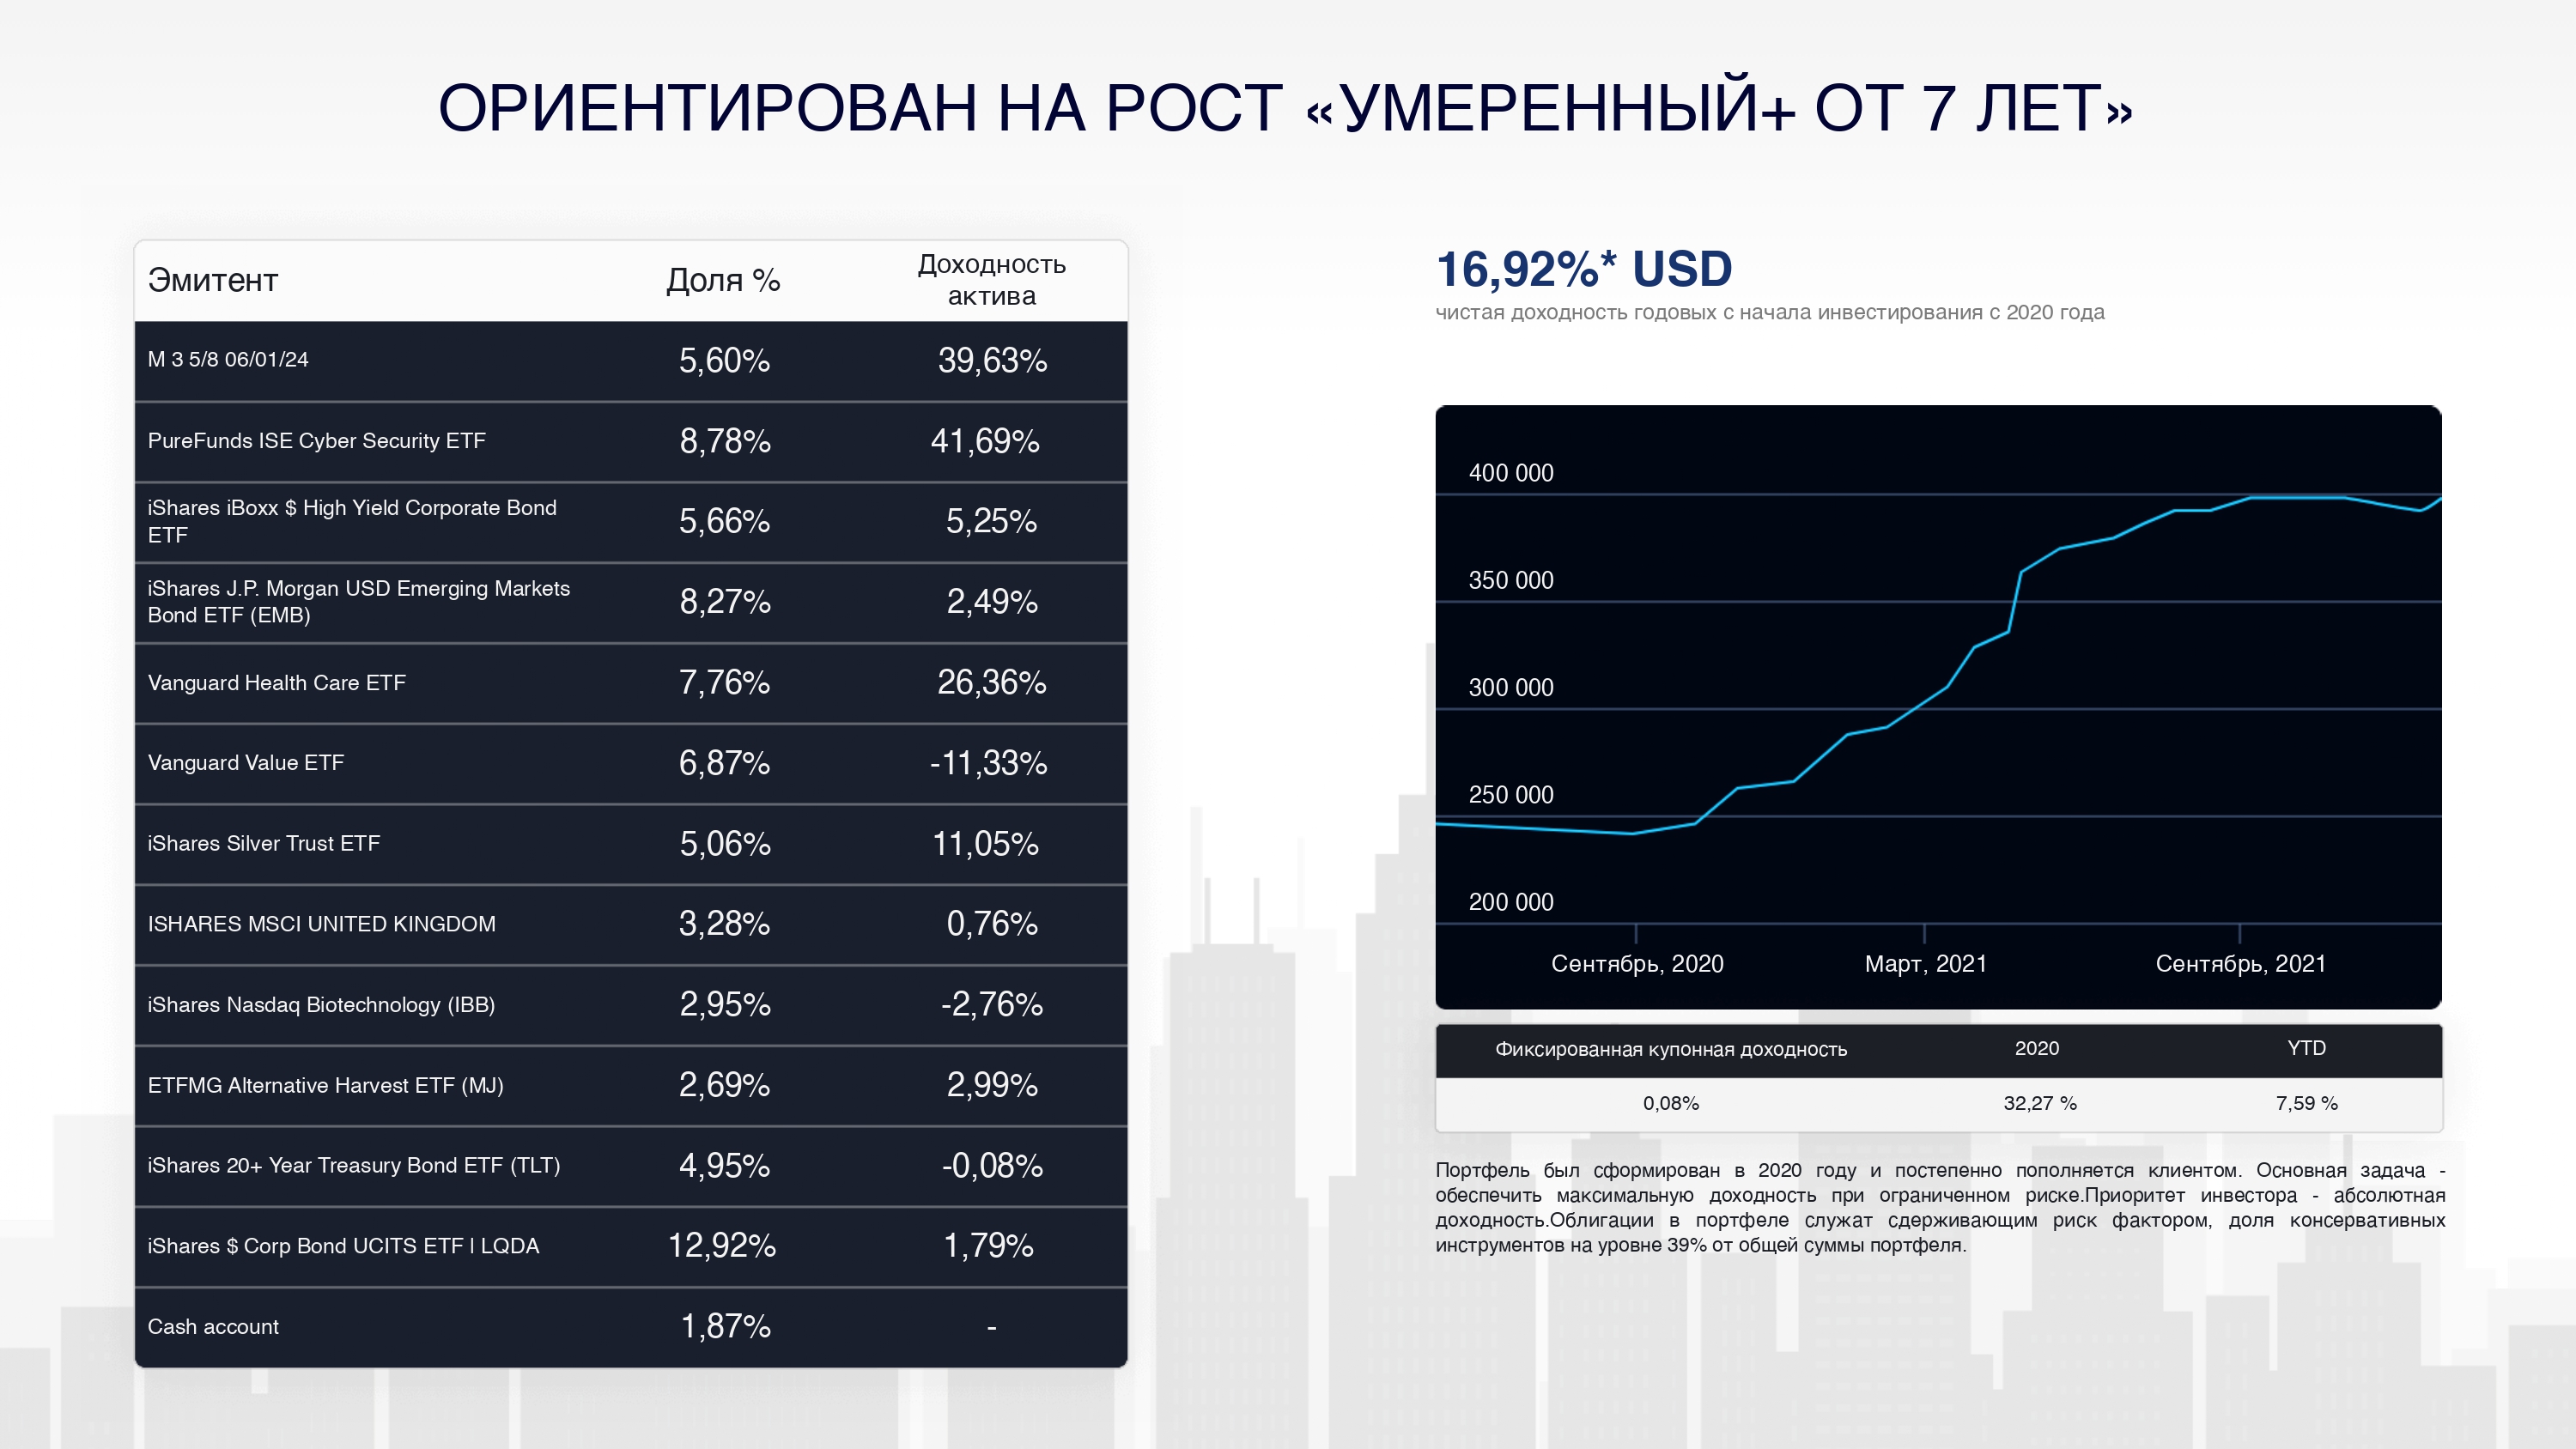 ОРИЕНТИРОВАН НА РОСТ «УМЕРЕННЫЙ+ ОТ 7 ЛЕТ»
Эмитент Доля % Доходность
актива
M 3 5/8 06/01/24 5,60% 39,63%
PureFunds ISE Cyber Security ETF 8,78% 41,69%
iShares iBoxx $ High Yield Corporate Bond
ETF 5,66% 5,25%
iShares J.P. Morgan USD Emerging Markets
Bond ETF (EMB) 8,27% 2,49%
Vanguard Health Care ETF 7,76% 26,36%
Vanguard Value ETF 6,87% -11,33%
iShares Silver Trust ETF 5,06% 11,05%
ISHARES MSCI UNITED KINGDOM 3,28% 0,76%
iShares Nasdaq Biotechnology (IBB) 2,95% -2,76%
ETFMG Alternative Harvest ETF (MJ) 2,69% 2,99%
iShares 20+ Year Treasury Bond ETF (TLT) 4,95% -0,08%
iShares $ Corp Bond UCITS ETF | LQDA 12,92% 1,79%
Cash account 1,87% -
16,92%* USD
чистая доходность годовых с начала инвестирования с 2020 года
400 000
350 000
300 000
250 000
200 000
Сентябрь, 2020 Март, 2021 Сентябрь, 2021
Фиксированная купонная доходность 2020 YTD
0,08% 32,27 % 7,59 %
Портфель был сформирован в 2020 году и постепенно пополняется клиентом. Основная задача -
обеспечить максимальную доходность при ограниченном риске.Приоритет инвестора - абсолютная
доходность.Облигации в портфеле служат сдерживающим риск фактором, доля консервативных
инструментов на уровне 39% от общей суммы портфеля.